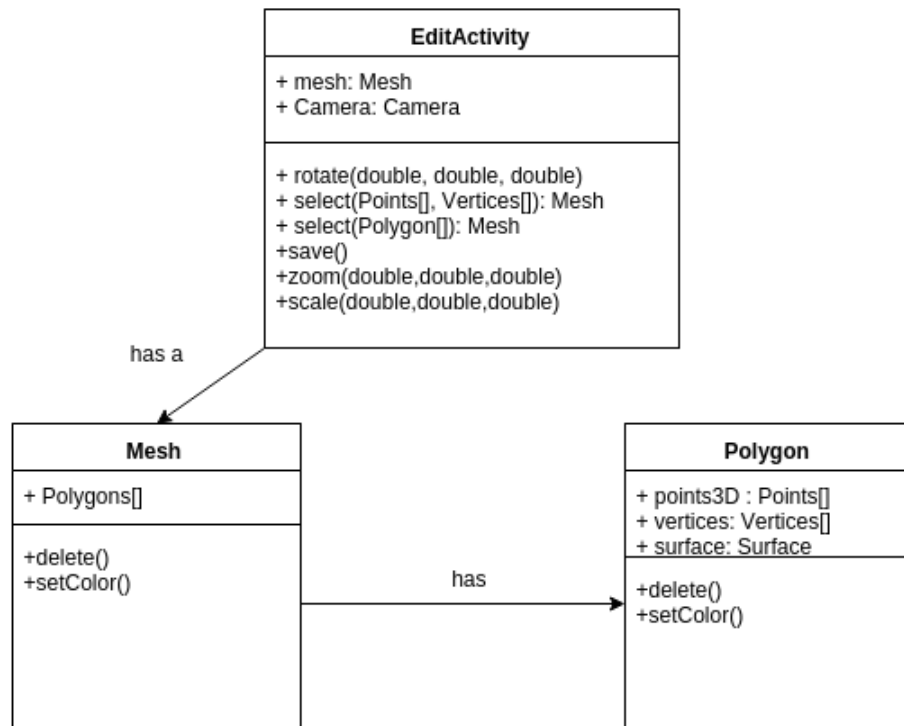 EditActivity
+ mesh: Mesh
+ Camera: Camera
+ rotate(double, double, double)
+ select(Points[], Vertices[]): Mesh
+ select(Polygon[]): Mesh
+save()
+zoom(double,double,double)
+scale(double,double,double)
has a
Mesh
+ Polygons[]
+delete()
+setColor()
has
Polygon
+ points3D : Points[]
+ vertices: Vertices[]
+ surface: Surface
+delete()
+setColor()